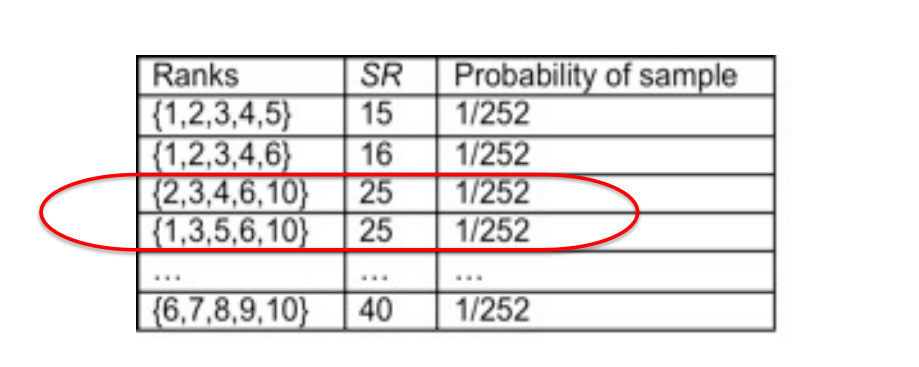 Ranks SR Probability of sample
{1,2,3,4,5} 15 1/252
{1,2,3,4,6} 16 1/252
{2,3,4,6,10} 25 1/252
{1,3,5,6,10} 25 1/252
... ... ...
{6,7,8,9,10} 40 1/252